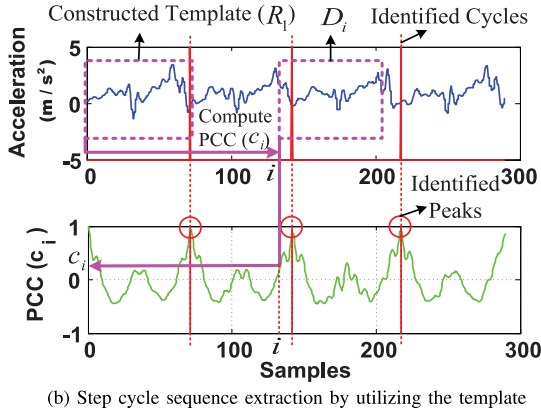 Constructed Template (R₁) Dᵢ Identified Cycles
5
0
-5
Acceleration
(m / s²)
Compute
PCC (cᵢ)
0 100 i 200 300
Identified
Peaks
1
cᵢ
0
-1
PCC (cᵢ)
0 100 i 200 300
Samples
(b) Step cycle sequence extraction by utilizing the template